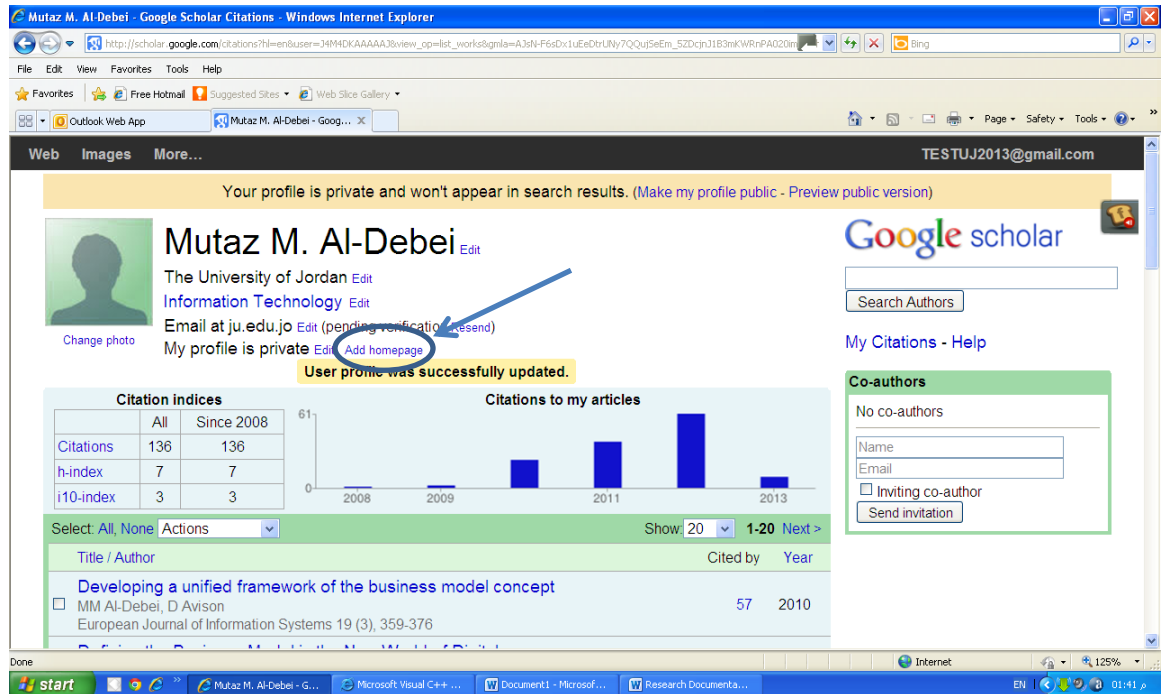 Mutaz M. Al-Debei - Google Scholar Citations - Windows Internet Explorer
http://scholar.google.com/citations?hl=en&user=J4M4DKAAAAAJ&view_op=list_works&gmla=
Bing
File Edit View Favorites Tools Help
Favorites Free Hotmail Suggested Sites Web Slice Gallery
Outlook Web App Mutaz M. Al-Debei - Goog... X Page Safety Tools
Web Images More... TESTUJ2013@gmail.com
Your profile is private and won't appear in search results. (Make my profile public - Preview public version)
Mutaz M. Al-Debei Edit
The University of Jordan Edit
Information Technology Edit
Email at ju.edu.jo Edit (pending verification Resend)
My profile is private Edit Add homepage
Change photo
User profile was successfully updated.
Google scholar
Search Authors
My Citations - Help
Co-authors
No co-authors
Name
Email
Inviting co-author
Send invitation
Citation indices
All Since 2008
Citations 136 136
h-index 7 7
i10-index 3 3
Citations to my articles
61
0
2008 2009 2011 2013
Select: All, None Actions Show: 20 1-20 Next >
Title / Author Cited by Year
Developing a unified framework of the business model concept 57 2010
MM Al-Debei, D Avison
European Journal of Information Systems 19 (3), 359-376
Done Internet 125%
start Mutaz M. Al-Debei - G... Microsoft Visual C++ ... Document1 - Microsof... Research Documenta... EN 01:41 م